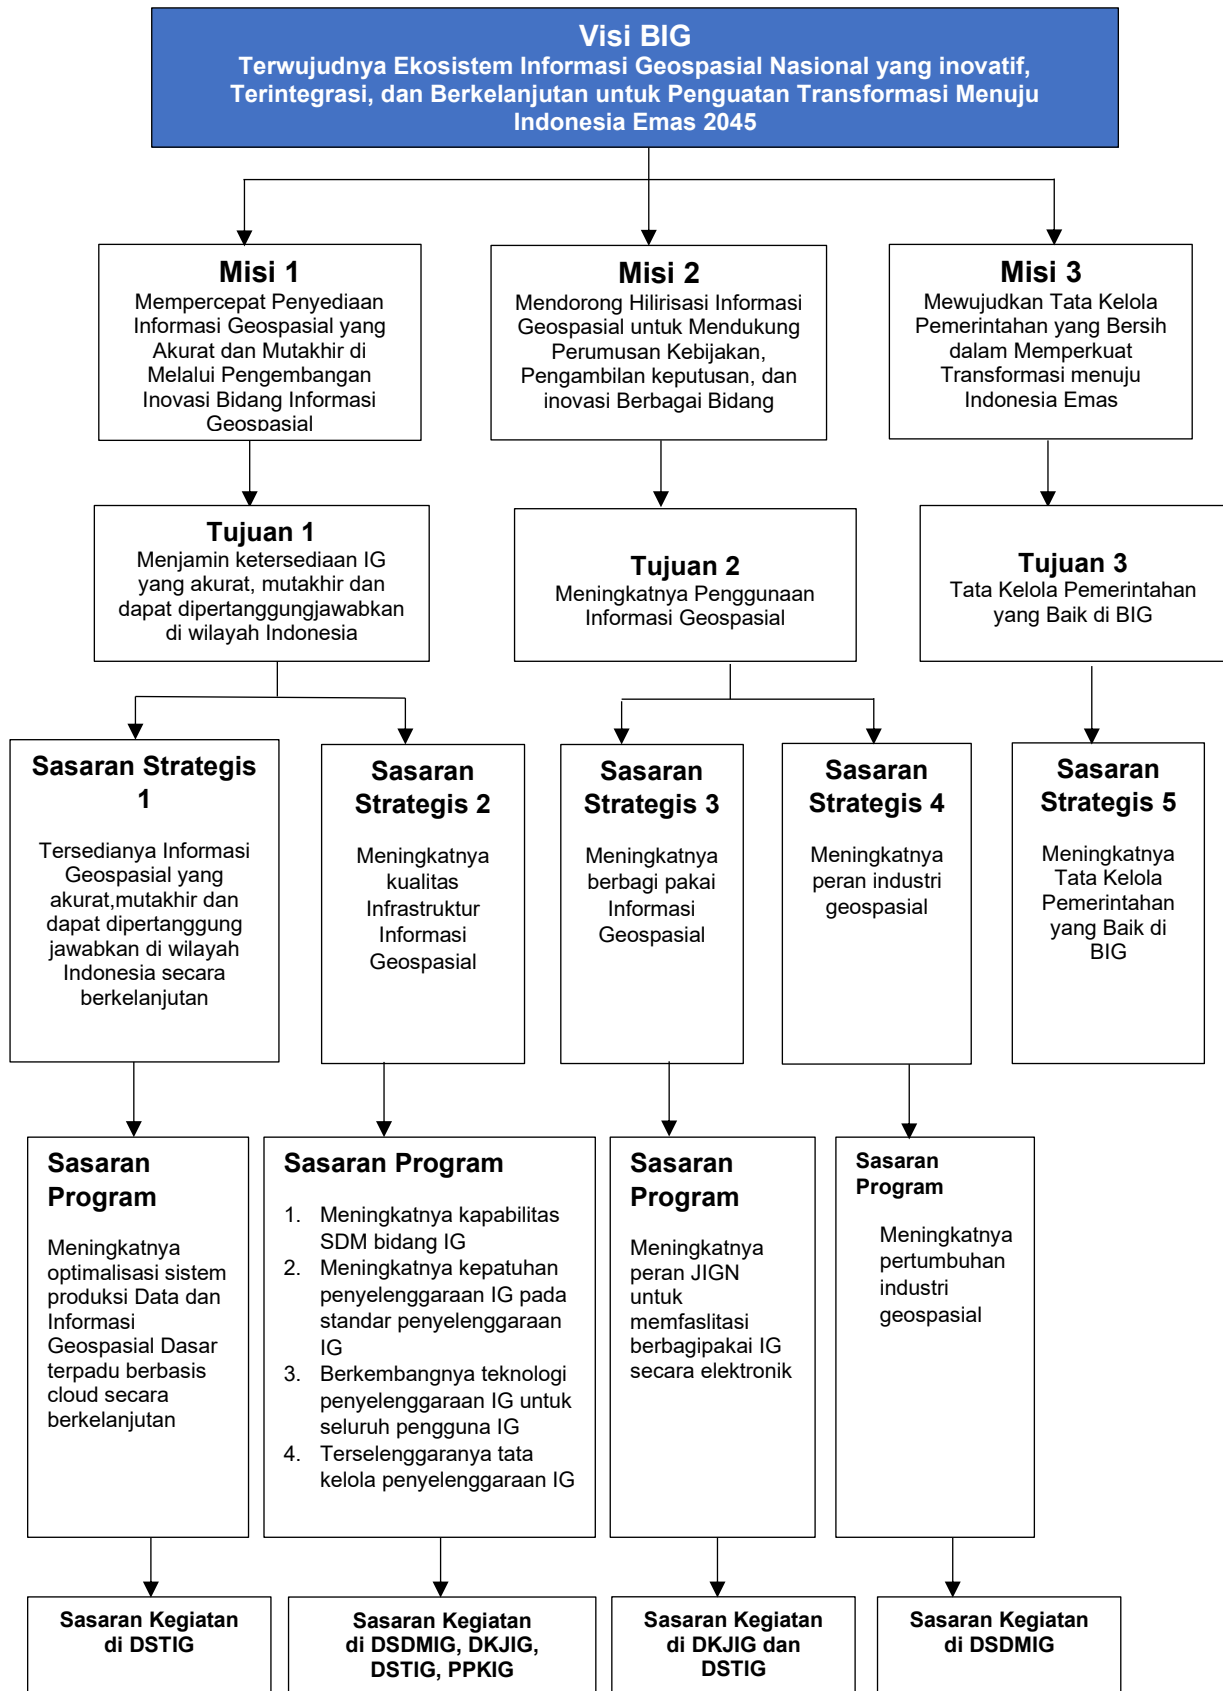 Visi BIG
Terwujudnya Ekosistem Informasi Geospasial Nasional yang inovatif,
Terintegrasi, dan Berkelanjutan untuk Penguatan Transformasi Menuju
Indonesia Emas 2045
Misi 1
Mempercepat Penyediaan
Informasi Geospasial yang
Akurat dan Mutakhir di
Melalui Pengembangan
Inovasi Bidang Informasi
Geospasial
Misi 2
Mendorong Hilirisasi Informasi
Geospasial untuk Mendukung
Perumusan Kebijakan,
Pengambilan keputusan, dan
inovasi Berbagai Bidang
Misi 3
Mewujudkan Tata Kelola
Pemerintahan yang Bersih
dalam Memperkuat
Transformasi menuju
Indonesia Emas
Tujuan 1
Menjamin ketersediaan IG
yang akurat, mutakhir dan
dapat dipertanggungjawabkan
di wilayah Indonesia
Tujuan 2
Meningkatnya Penggunaan
Informasi Geospasial
Tujuan 3
Tata Kelola Pemerintahan
yang Baik di BIG
Sasaran Strategis
1
Tersedianya Informasi
Geospasial yang
akurat,mutakhir dan
dapat dipertanggung
jawabkan di wilayah
Indonesia secara
berkelanjutan
Sasaran
Strategis 2
Meningkatnya
kualitas
Infrastruktur
Informasi
Geospasial
Sasaran
Strategis 3
Meningkatnya
berbagi pakai
Informasi
Geospasial
Sasaran
Strategis 4
Meningkatnya
peran industri
geospasial
Sasaran
Strategis 5
Meningkatnya
Tata Kelola
Pemerintahan
yang Baik di
BIG
Sasaran
Program
Meningkatnya
optimalisasi sistem
produksi Data dan
Informasi
Geospasial Dasar
terpadu berbasis
cloud secara
berkelanjutan
Sasaran Program
1. Meningkatnya kapabilitas
SDM bidang IG
2. Meningkatnya kepatuhan
penyelenggaraan IG pada
standar penyelenggaraan
IG
3. Berkembangnya teknologi
penyelenggaraan IG untuk
seluruh pengguna IG
4. Terselenggaranya tata
kelola penyelenggaraan IG
Sasaran
Program
Meningkatnya
peran JIGN
untuk
memfaslitasi
berbagipakai IG
secara elektronik
Sasaran
Program
Meningkatnya
pertumbuhan
industri
geospasial
Sasaran Kegiatan
di DSTIG
Sasaran Kegiatan
di DSDMIG, DKJIG,
DSTIG, PPKIG
Sasaran Kegiatan
di DKJIG dan
DSTIG
Sasaran Kegiatan
di DSDMIG